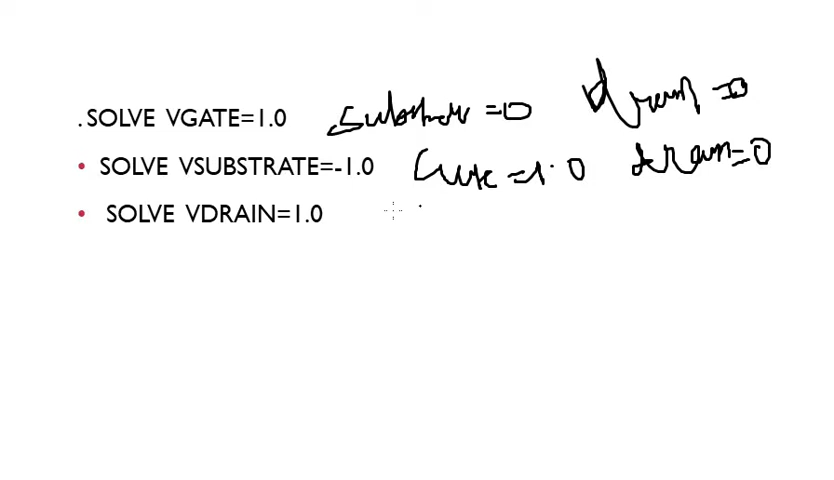 . SOLVE VGATE=1.0 substrate =0 drain =0
• SOLVE VSUBSTRATE=-1.0 Gate =1.0 drain=0
• SOLVE VDRAIN=1.0